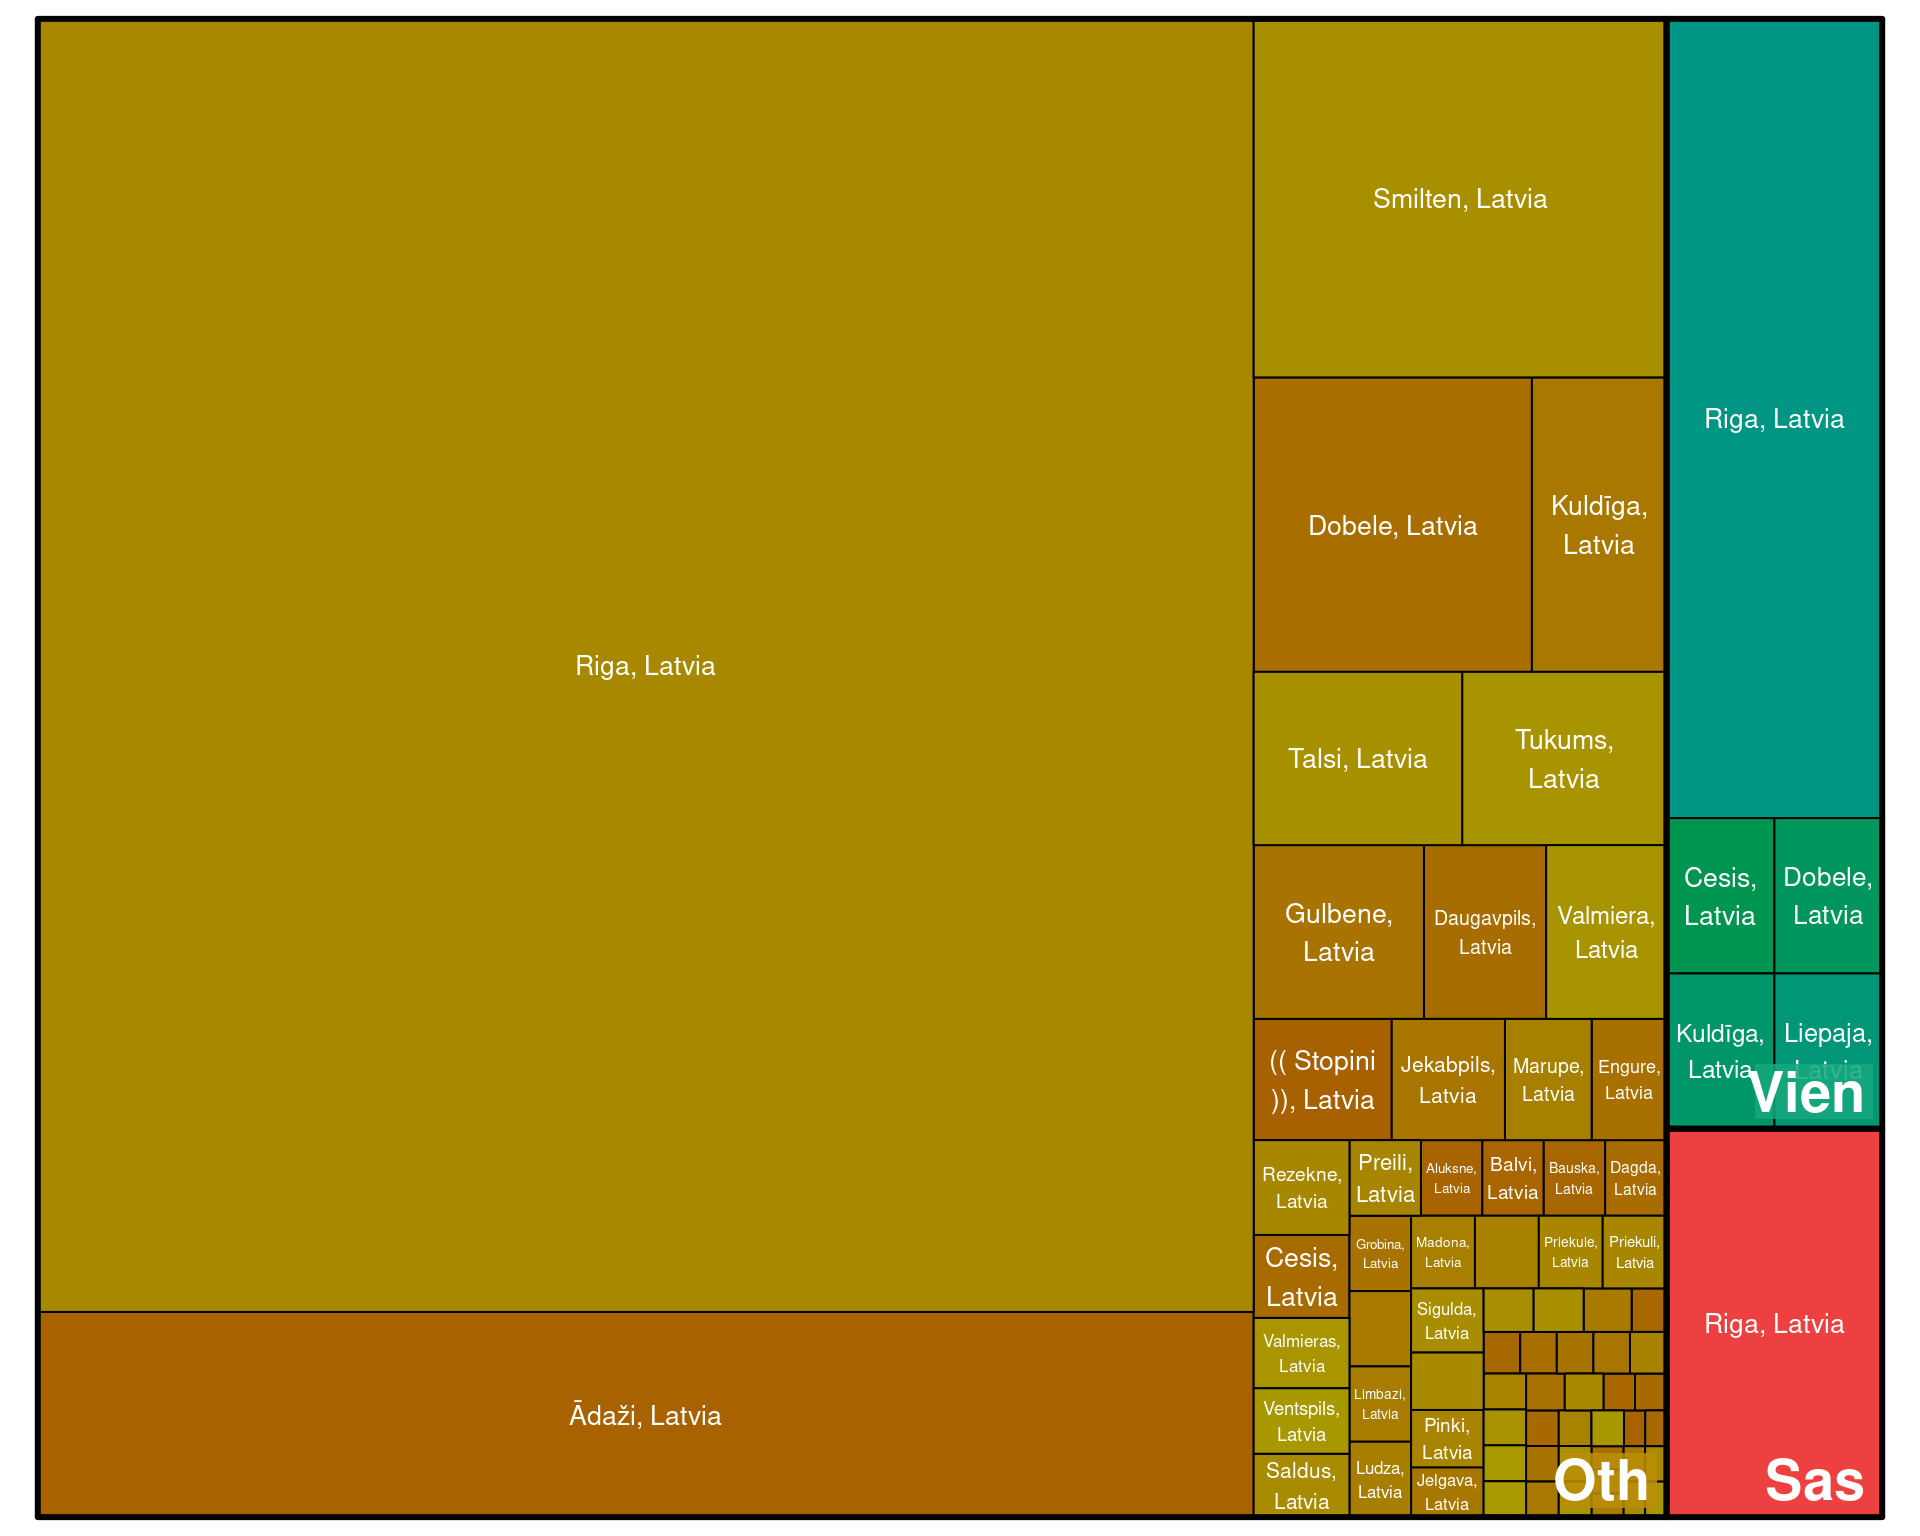 Riga, Latvia
Ādaži, Latvia
Smilten, Latvia
Dobele, Latvia
Kuldīga,
Latvia
Talsi, Latvia
Tukums,
Latvia
Gulbene,
Latvia
Daugavpils,
Latvia
Valmiera,
Latvia
(( Stopini
)), Latvia
Jekabpils,
Latvia
Marupe,
Latvia
Engure,
Latvia
Rezekne,
Latvia
Preili,
Latvia
Aluksne,
Latvia
Balvi,
Latvia
Bauska,
Latvia
Dagda,
Latvia
Cesis,
Latvia
Grobina,
Latvia
Madona,
Latvia
Priekule,
Latvia
Priekuli,
Latvia
Valmieras,
Latvia
Sigulda,
Latvia
Ventspils,
Latvia
Limbazi,
Latvia
Pinki,
Latvia
Saldus,
Latvia
Ludza,
Latvia
Jelgava,
Latvia
Oth
Riga, Latvia
Cesis,
Latvia
Dobele,
Latvia
Kuldīga,
Latvia
Liepaja,
Latvia
Vien
Riga, Latvia
Sas